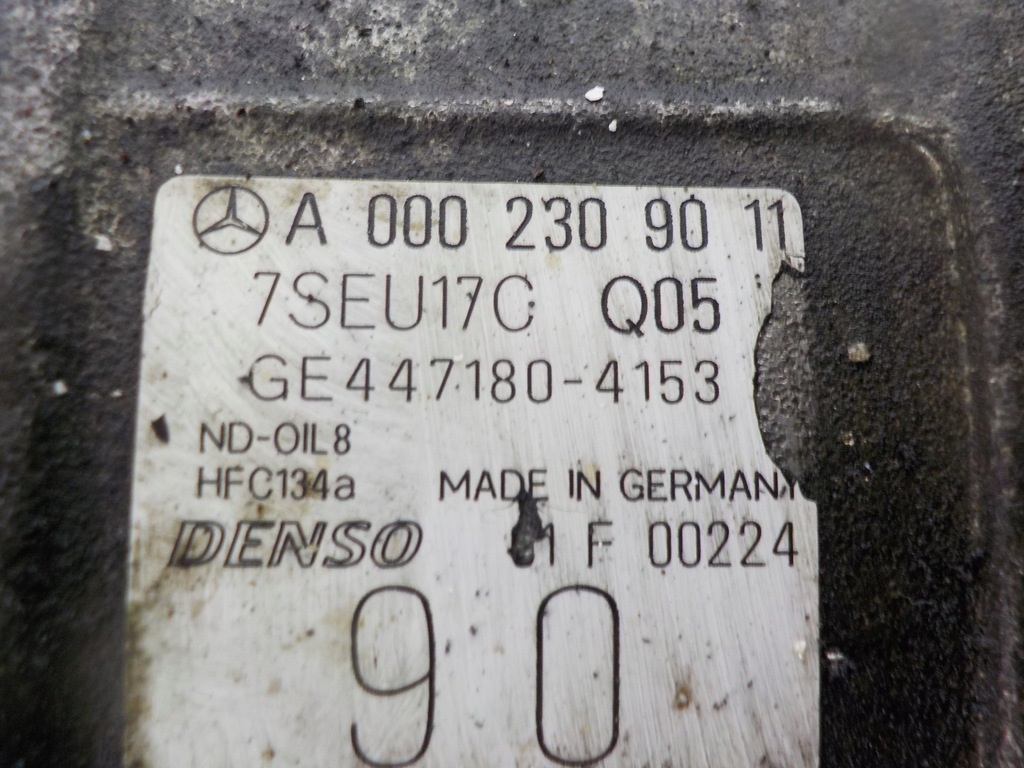 A 000 230 90 11
7SEU17C Q05
GE447180-4153
ND-OIL8
HFC134a MADE IN GERMANY
DENSO 1 F 00224
90